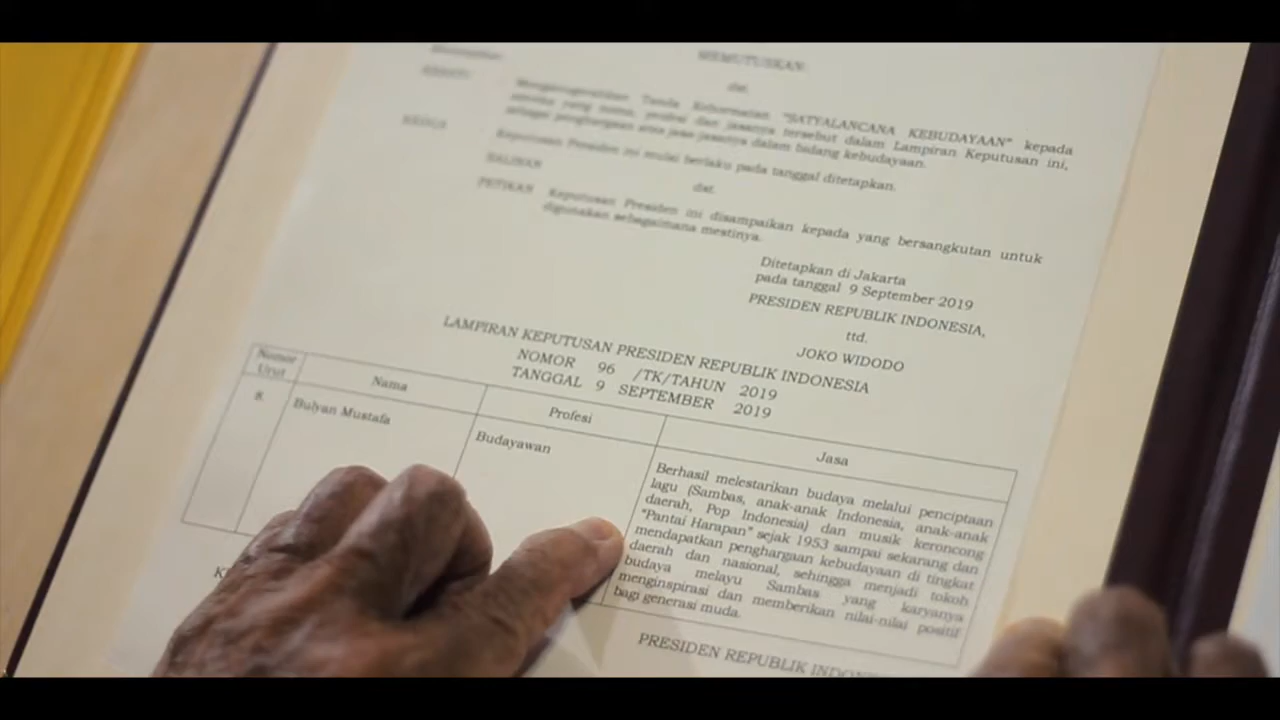 MEMUTUSKAN
dst.
Menganugerahkan Tanda Kehormatan "SATYALANCANA KEBUDAYAAN" kepada
mereka yang nama, profesi dan jasanya tersebut dalam Lampiran Keputusan ini,
sebagai penghargaan atas jasa-jasanya dalam bidang kebudayaan.
Keputusan Presiden ini mulai berlaku pada tanggal ditetapkan.
SALINAN
dst.
PETIKAN Keputusan Presiden ini disampaikan kepada yang bersangkutan untuk
digunakan sebagaimana mestinya.
Ditetapkan di Jakarta
pada tanggal 9 September 2019
PRESIDEN REPUBLIK INDONESIA,
ttd.
JOKO WIDODO
LAMPIRAN KEPUTUSAN PRESIDEN REPUBLIK INDONESIA
NOMOR 96 /TK/TAHUN 2019
TANGGAL 9 SEPTEMBER 2019
Nomor
Urut
Nama
Profesi
Jasa
8.
Bulyan Mustafa
Budayawan
Berhasil melestarikan budaya melalui penciptaan
lagu (Sambas, anak-anak Indonesia, anak-anak
daerah, Pop Indonesia) dan musik keroncong
"Pantai Harapan" sejak 1953 sampai sekarang dan
mendapatkan penghargaan kebudayaan di tingkat
daerah dan nasional, sehingga menjadi tokoh
budaya melayu Sambas yang karyanya
menginspirasi dan memberikan nilai-nilai positif
bagi generasi muda.
PRESIDEN REPUBLIK INDON